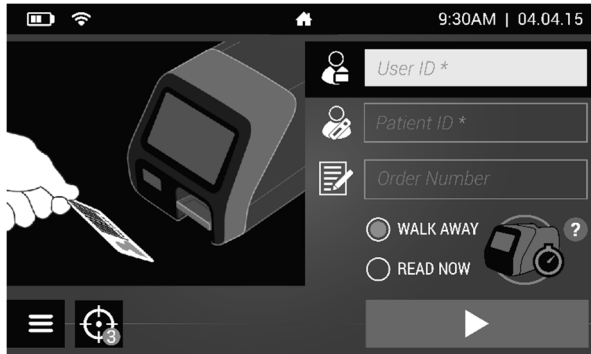 9:30AM | 04.04.15
User ID *
Patient ID *
Order Number
WALK AWAY
?
READ NOW
3